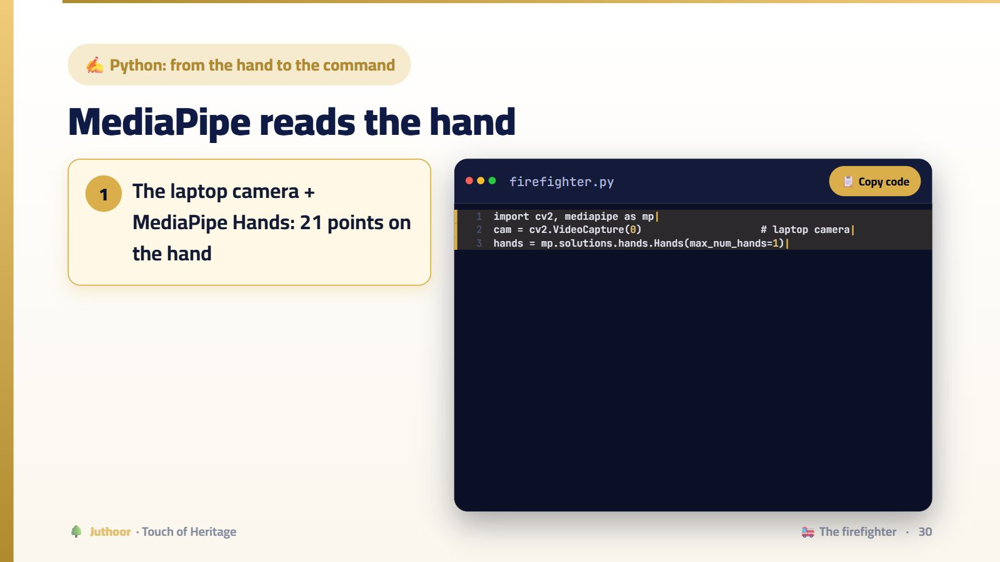 ✍️ Python: from the hand to the command
MediaPipe reads the hand
1
The laptop camera +
MediaPipe Hands: 21 points on
the hand
firefighter.py
📋 Copy code
1 import cv2, mediapipe as mp
2 cam = cv2.VideoCapture(0) # laptop camera
3 hands = mp.solutions.hands.Hands(max_num_hands=1)
🌳 Juthoor · Touch of Heritage
🚒 The firefighter · 30